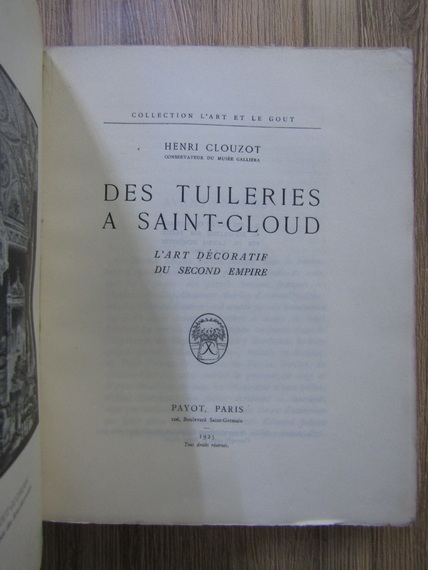 COLLECTION L'ART ET LE GOUT
HENRI CLOUZOT
CONSERVATEUR DU MUSÉE GALLIERA
DES TUILERIES
A SAINT-CLOUD
L'ART DÉCORATIF
DU SECOND EMPIRE
PAYOT, PARIS
106, Boulevard Saint-Germain
1925
Tous droits réservés.